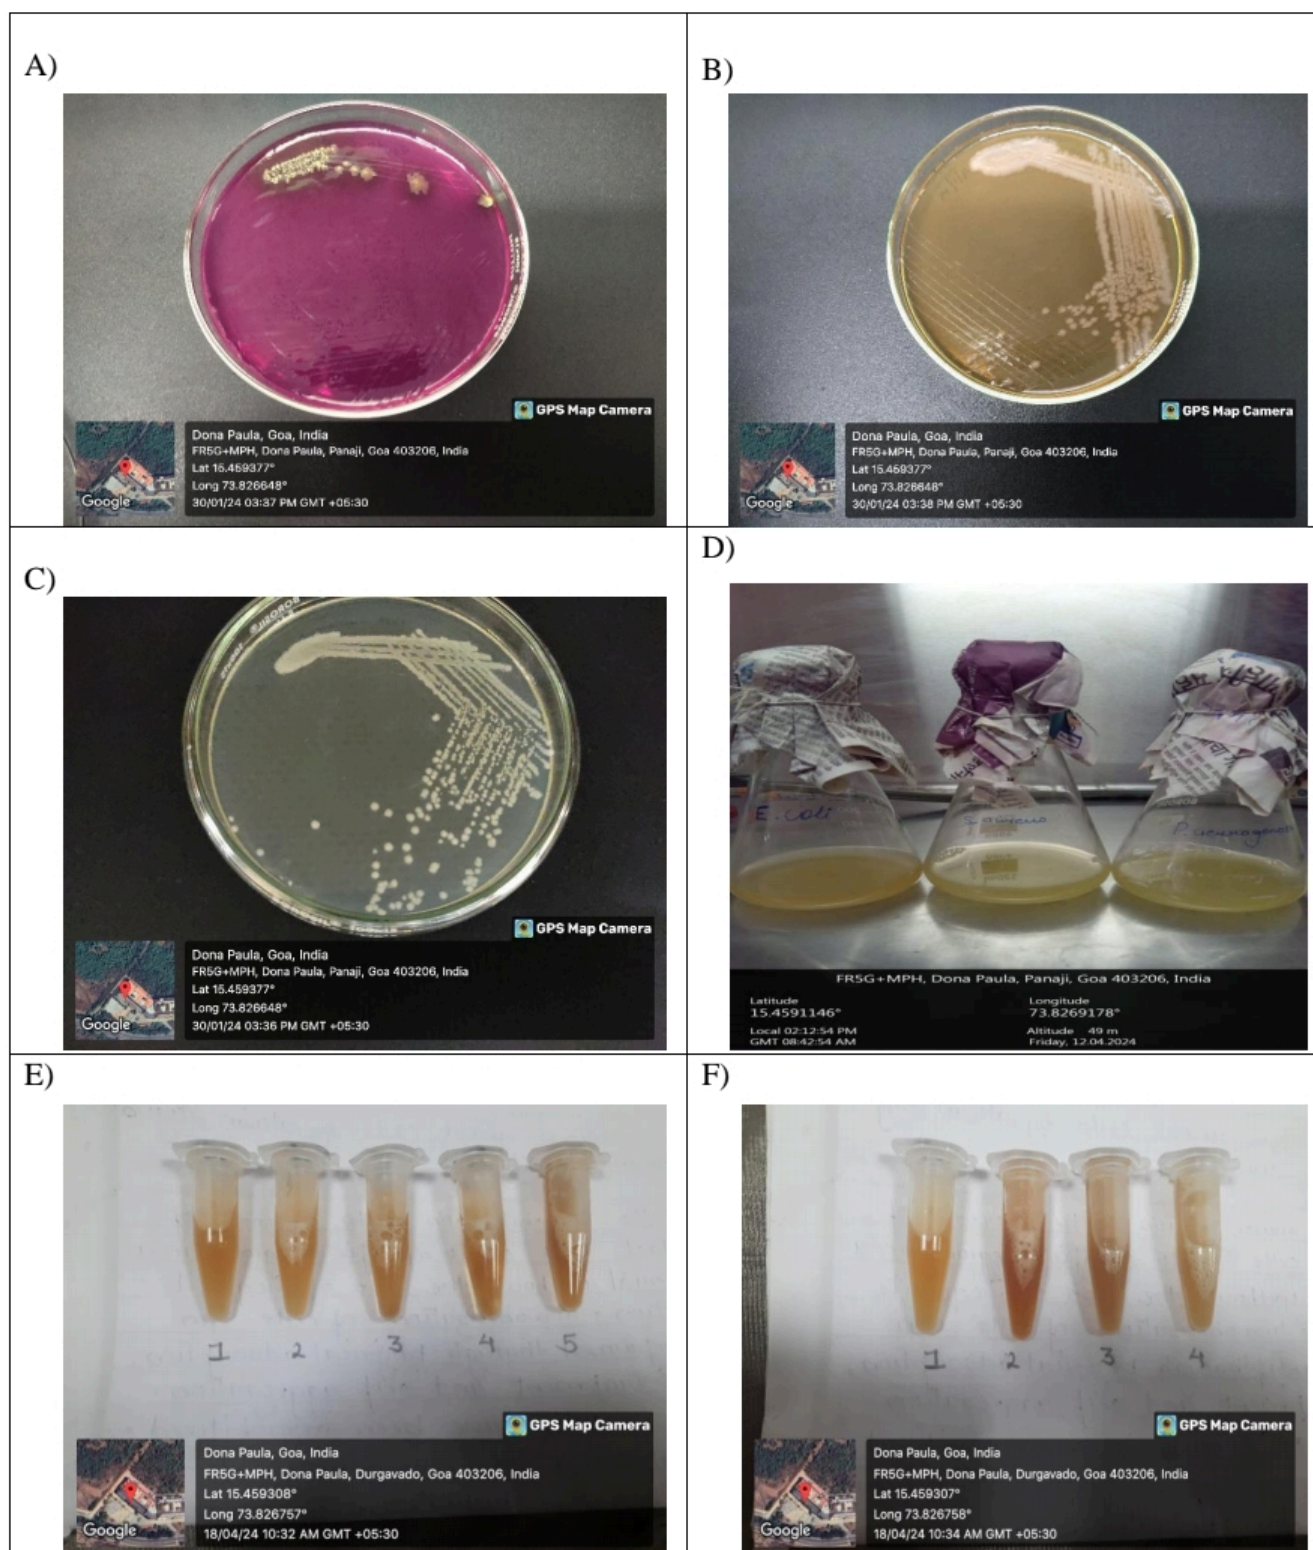 A)
GPS Map Camera
Google
Dona Paula, Goa, India
FR5G+MPH, Dona Paula, Panaji, Goa 403206, India
Lat 15.459377°
Long 73.826648°
30/01/24 03:37 PM GMT +05:30
B)
GPS Map Camera
Google
Dona Paula, Goa, India
FR5G+MPH, Dona Paula, Panaji, Goa 403206, India
Lat 15.459377°
Long 73.826648°
30/01/24 03:38 PM GMT +05:30
C)
GPS Map Camera
Google
Dona Paula, Goa, India
FR5G+MPH, Dona Paula, Panaji, Goa 403206, India
Lat 15.459377°
Long 73.826648°
30/01/24 03:36 PM GMT +05:30
D)
E. coli
FR5G+MPH, Dona Paula, Panaji, Goa 403206, India
Latitude
15.4591146°
Longitude
73.8269178°
Local 02:12:54 PM
GMT 08:42:54 AM
Altitude 49 m
Friday, 12.04.2024
E)
1 2 3 4 5
GPS Map Camera
Google
Dona Paula, Goa, India
FR5G+MPH, Dona Paula, Durgavado, Goa 403206, India
Lat 15.459308°
Long 73.826757°
18/04/24 10:32 AM GMT +05:30
F)
1 2 3 4
GPS Map Camera
Google
Dona Paula, Goa, India
FR5G+MPH, Dona Paula, Durgavado, Goa 403206, India
Lat 15.459307°
Long 73.826758°
18/04/24 10:34 AM GMT +05:30